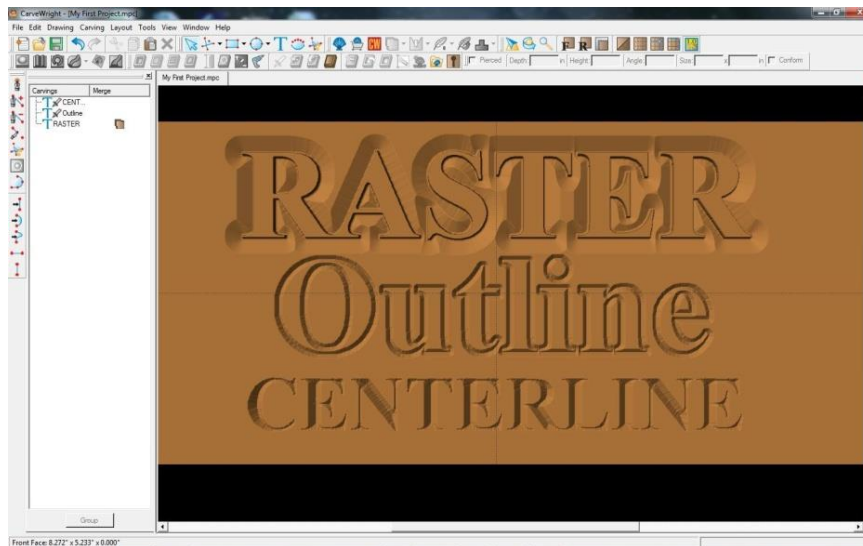 CarveWright - [My First Project.mpc]
File Edit Drawing Carving Layout Tools View Window Help
Pierced Depth: in Height: Angle: Size: x in Conform
My First Project.mpc
Carvings Merge
CENT...
Outline
RASTER
RASTER
Outline
CENTERLINE
Group
Front Face: 8.272" x 5.233" x 0.000"